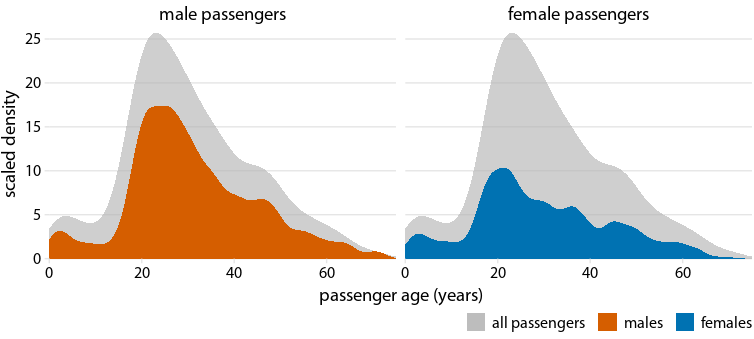 male passengers female passengers
25
20
15
10
5
0
scaled density
0 20 40 60 0 20 40 60
passenger age (years)
all passengers males females